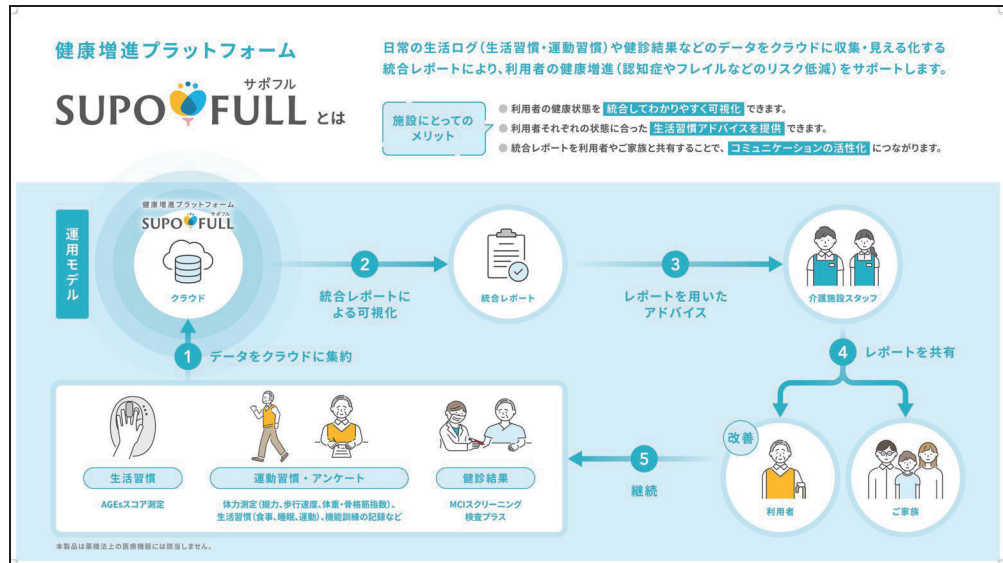 健康増進プラットフォーム
サポフル
SUPO FULL とは
日常の生活ログ（生活習慣・運動習慣）や健診結果などのデータをクラウドに収集・見える化する
統合レポートにより、利用者の健康増進（認知症やフレイルなどのリスク低減）をサポートします。
施設にとっての
メリット
利用者の健康状態を 統合してわかりやすく可視化 できます。
利用者それぞれの状態に合った 生活習慣アドバイスを提供 できます。
統合レポートを利用者やご家族と共有することで、コミュニケーションの活性化 につながります。
運用モデル
健康増進プラットフォーム
サポフル
SUPO FULL
クラウド
2
統合レポートに
よる可視化
統合レポート
3
レポートを用いた
アドバイス
介護施設スタッフ
1 データをクラウドに集約
4 レポートを共有
生活習慣
AGEsスコア測定
運動習慣・アンケート
体力測定（握力、歩行速度、体重・骨格筋指数）、
生活習慣（食事、睡眠、運動）、機能訓練の記録など
健診結果
MCIスクリーニング
検査プラス
5
継続
改善
利用者
ご家族
本製品は薬機法上の医療機器には該当しません。